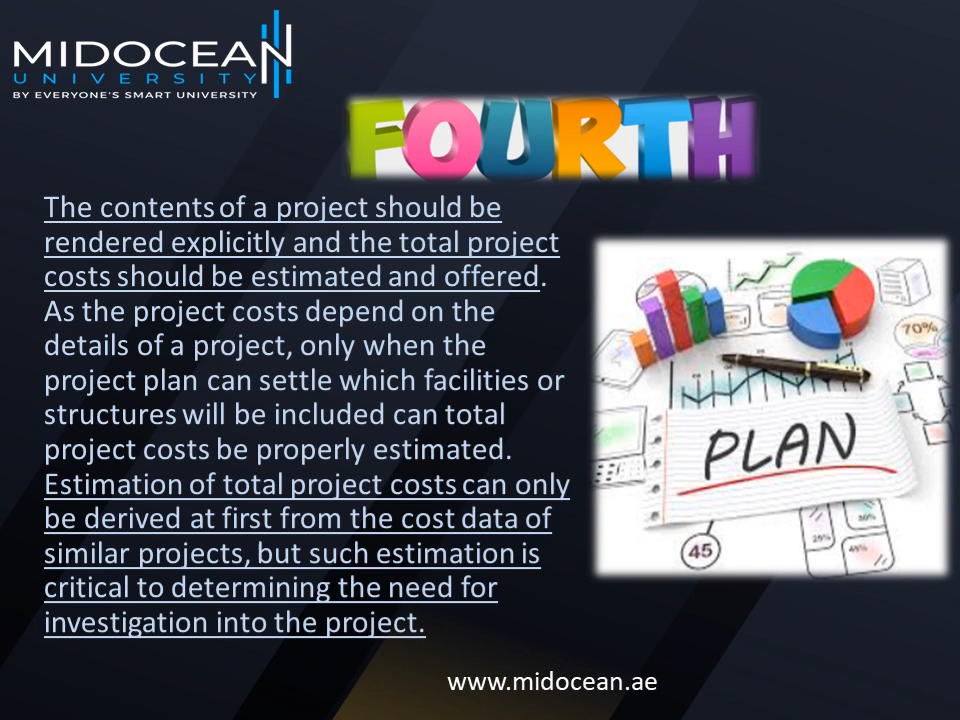 MIDOCEAN
UNIVERSITY
BY EVERYONE'S SMART UNIVERSITY
FOURTH
The contents of a project should be
rendered explicitly and the total project
costs should be estimated and offered.
As the project costs depend on the
details of a project, only when the
project plan can settle which facilities or
structures will be included can total
project costs be properly estimated.
Estimation of total project costs can only
be derived at first from the cost data of
similar projects, but such estimation is
critical to determining the need for
investigation into the project.
70%
PLAN
45
30%
25%
45%
www.midocean.ae